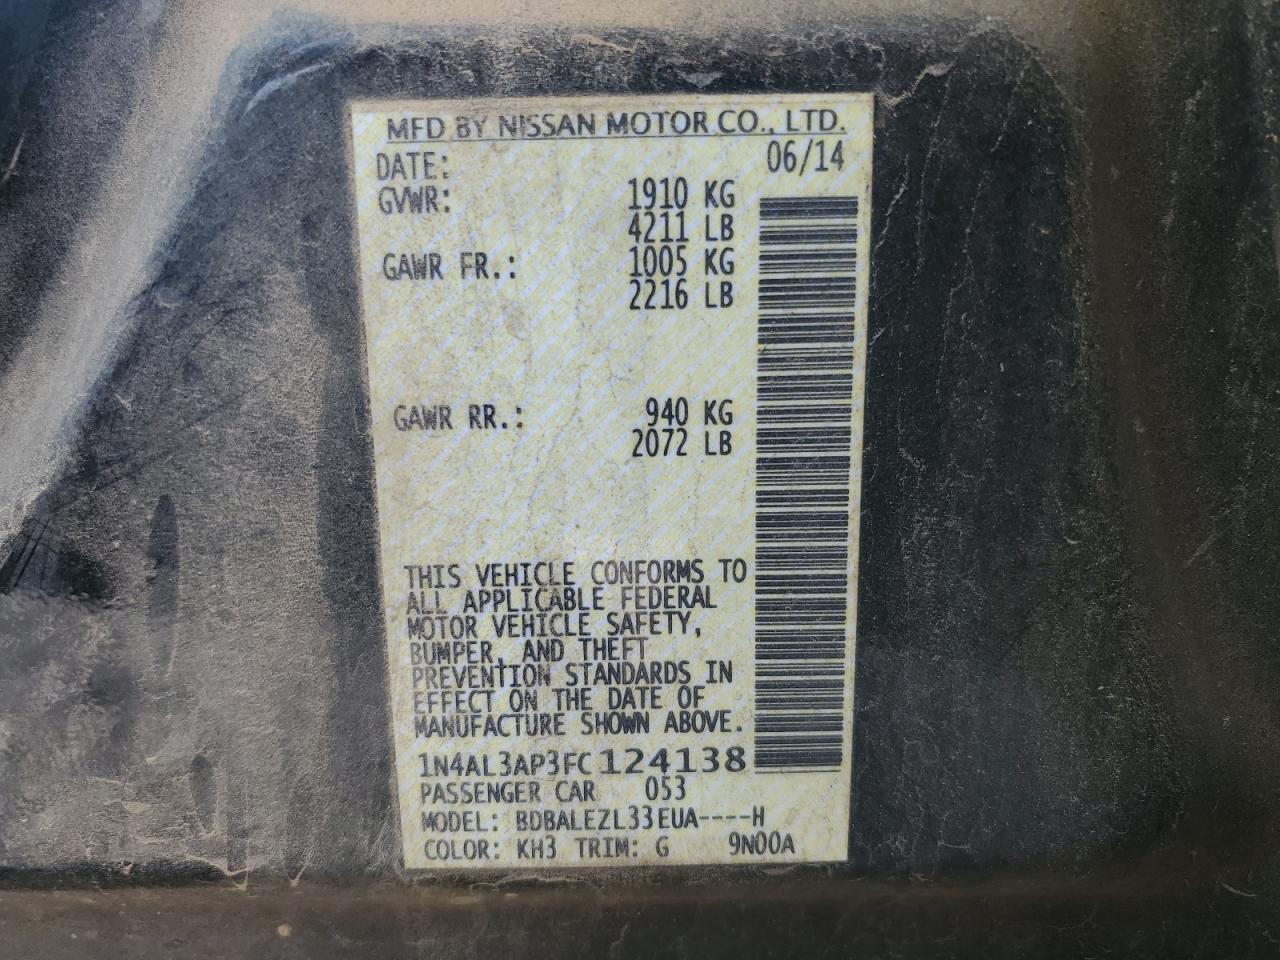 MFD BY NISSAN MOTOR CO., LTD.
DATE: 06/14
GVWR: 1910 KG
4211 LB
GAWR FR.: 1005 KG
2216 LB
GAWR RR.: 940 KG
2072 LB
THIS VEHICLE CONFORMS TO
ALL APPLICABLE FEDERAL
MOTOR VEHICLE SAFETY,
BUMPER, AND THEFT
PREVENTION STANDARDS IN
EFFECT ON THE DATE OF
MANUFACTURE SHOWN ABOVE.
1N4AL3AP3FC124138
PASSENGER CAR 053
MODEL: BDBALEZL33EUA----H
COLOR: KH3 TRIM: G 9N00A